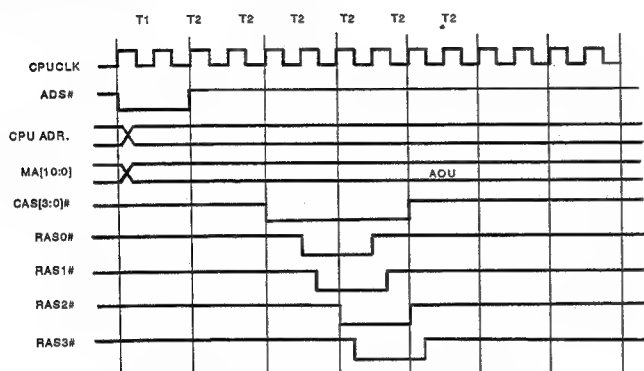 T1 T2 T2 T2 T2 T2 T2
CPUCLK
ADS#
CPU ADR.
MA[10:0]
AOU
CAS[3:0]#
RAS0#
RAS1#
RAS2#
RAS3#